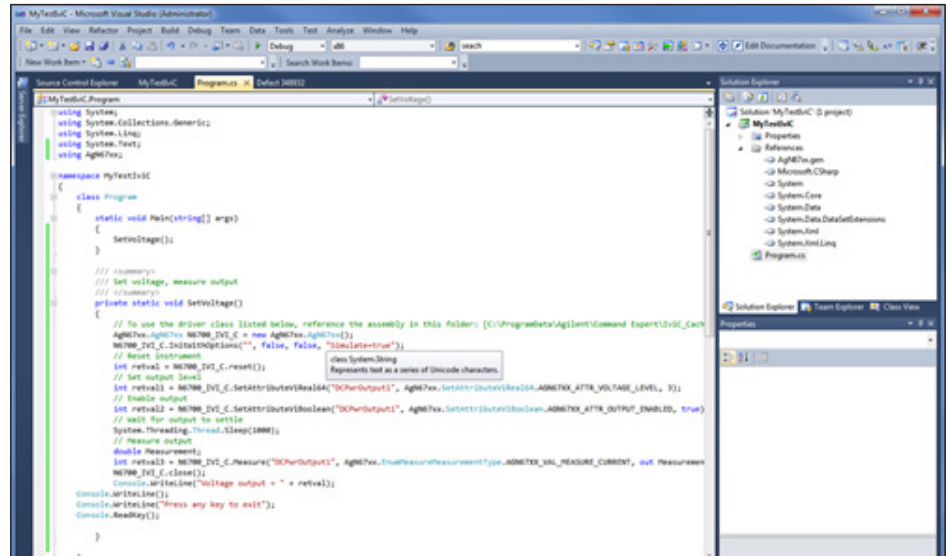 MyTestIviC - Microsoft Visual Studio (Administrator)
File Edit View Refactor Project Build Debug Team Data Tools Test Analyze Window Help
Debug x86 seach Edit Documentation
New Work Item Search Work Items
Source Control Explorer MyTestIviC Program.cs Defect 348932
Server Explorer
MyTestIviC.Program SetVoltage()
using System;
using System.Collections.Generic;
using System.Linq;
using System.Text;
using AgN67xx;
namespace MyTestIviC
{
class Program
{
static void Main(string[] args)
{
SetVoltage();
}
/// <summary>
/// Set voltage, measure output
/// </summary>
private static void SetVoltage()
{
// To use the driver class listed below, reference the assembly in this folder: [C:\ProgramData\Agilent\Command Expert\IviC_Cach
AgN67xx.AgN67xx N6700_IVI_C = new AgN67xx.AgN67xx();
N6700_IVI_C.InitWithOptions("", false, false, "Simulate=true");
// Reset instrument
int retval = N6700_IVI_C.reset();
// Set output level
int retval1 = N6700_IVI_C.SetAttributeViReal64("DCPwrOutput1", AgN67xx.SetAttributeViReal64.AGN67XX_ATTR_VOLTAGE_LEVEL, 3);
// Enable output
int retval2 = N6700_IVI_C.SetAttributeViBoolean("DCPwrOutput1", AgN67xx.SetAttributeViBoolean.AGN67XX_ATTR_OUTPUT_ENABLED, true)
// Wait for output to settle
System.Threading.Thread.Sleep(1000);
// Measure output
double Measurement;
int retval3 = N6700_IVI_C.Measure("DCPwrOutput1", AgN67xx.EnumMeasureMeasurementType.AGN67XX_VAL_MEASURE_CURRENT, out Measuremen
N6700_IVI_C.close();
Console.WriteLine("Voltage output = " + retval);
Console.WriteLine();
Console.WriteLine("Press any key to exit");
Console.ReadKey();
}
class System.String
Represents text as a series of Unicode characters.
Solution Explorer
Solution 'MyTestIviC' (1 project)
MyTestIviC
Properties
References
AgN67xx.gen
Microsoft.CSharp
System
System.Core
System.Data
System.Data.DataSetExtensions
System.Xml
System.Xml.Linq
Program.cs
Solution Explorer Team Explorer Class View
Properties